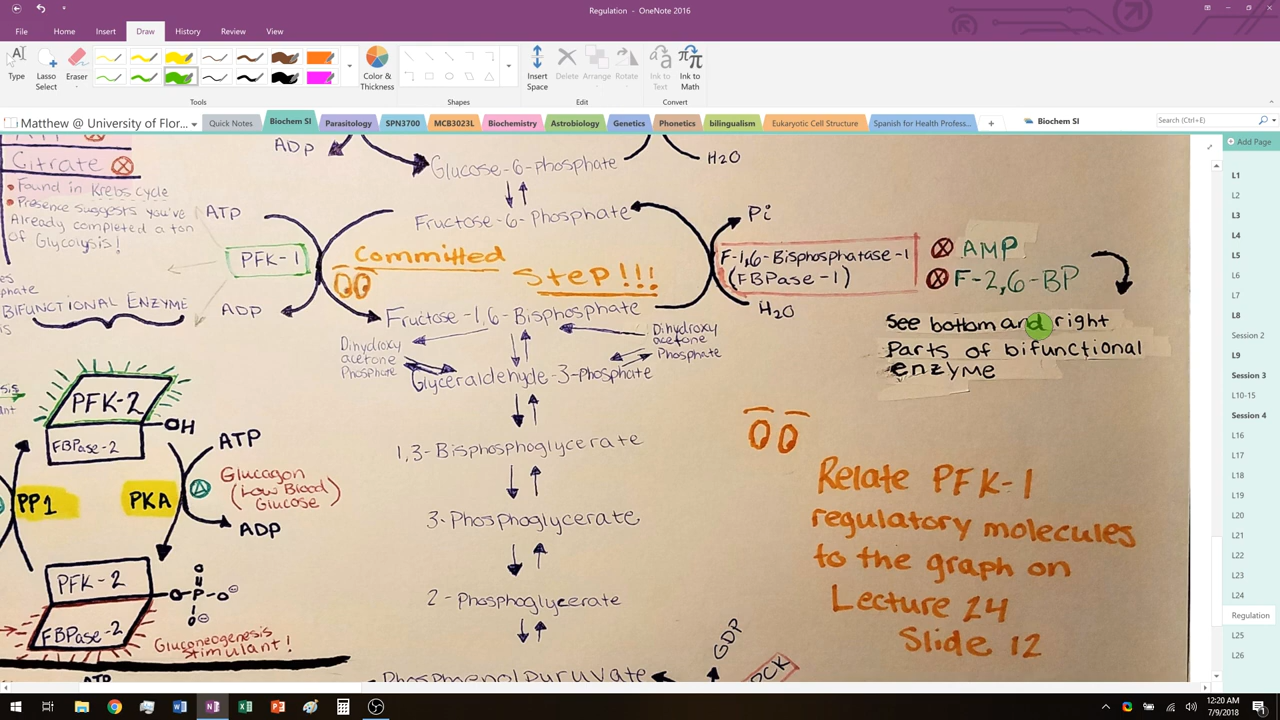 Regulation - OneNote 2016
File Home Insert Draw History Review View
Type
Lasso Select
Eraser
Color & Thickness
Insert Space
Delete
Arrange
Rotate
Ink to Text
Ink to Math
Tools
Shapes
Edit
Convert
Matthew @ University of Flor...
Quick Notes
Biochem SI
Parasitology
SPN3700
MCB3023L
Biochemistry
Astrobiology
Genetics
Phonetics
bilingualism
Eukaryotic Cell Structure
Spanish for Health Profess...
Biochem SI
Search (Ctrl+E)
Add Page
L1
L2
L3
L4
L5
L6
L7
L8
Session 2
L9
Session 3
L10-15
Session 4
L16
L17
L18
L19
L20
L21
L22
L23
L24
Regulation
L25
L26
Citrate
• Found in Krebs cycle
• Presence suggests you've
Already completed a ton
of Glycolysis!
BIFUNCTIONAL ENZYME
ADP
Glucose-6-phosphate
H2O
ATP
Fructose-6-Phosphate
Pi
PFK-1
Committed
Step!!!
F-1,6-Bisphosphatase-1
(FBPase-1)
AMP
F-2,6-BP
ADP
Fructose-1,6-Bisphosphate
H2O
See bottom and right
Parts of bifunctional
enzyme
Dihydroxy
acetone
Phosphate
Dihydroxy
acetone
Phosphate
Glyceraldehyde-3-phosphate
1,3-Bisphosphoglycerate
3-Phosphoglycerate
2-Phosphoglycerate
Phosphoenolpyruvate
GDP
PFK-2
FBPase-2
OH
ATP
PP1
PKA
Glucagon
(Low Blood
Glucose)
ADP
PFK-2
FBPase-2
O-P-O
O
O
Gluconeogenesis
stimulant!
ATP
Relate PFK-1
regulatory molecules
to the graph on
Lecture 24
Slide 12
12:20 AM
7/9/2018